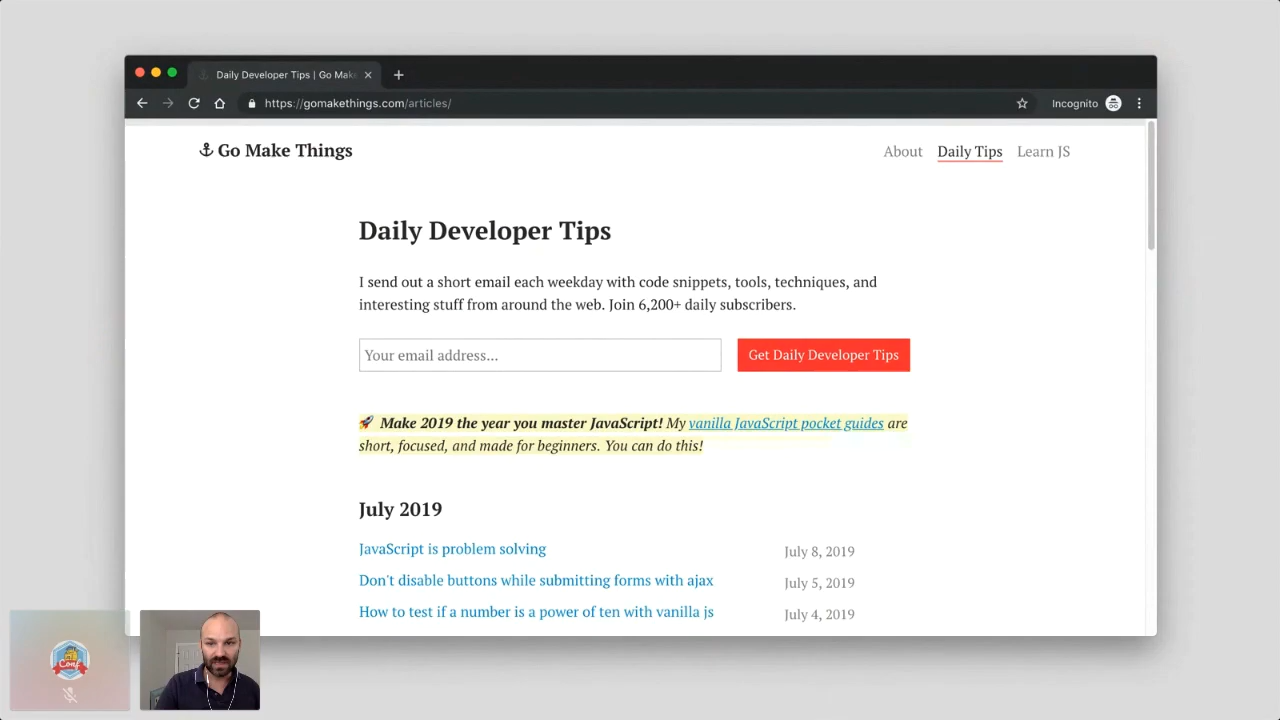 Daily Developer Tips | Go Mak
https://gomakethings.com/articles/
Incognito
Go Make Things
About Daily Tips Learn JS
Daily Developer Tips
I send out a short email each weekday with code snippets, tools, techniques, and
interesting stuff from around the web. Join 6,200+ daily subscribers.
Your email address...
Get Daily Developer Tips
🚀 Make 2019 the year you master JavaScript! My vanilla JavaScript pocket guides are
short, focused, and made for beginners. You can do this!
July 2019
JavaScript is problem solving July 8, 2019
Don't disable buttons while submitting forms with ajax July 5, 2019
How to test if a number is a power of ten with vanilla js July 4, 2019
Conf